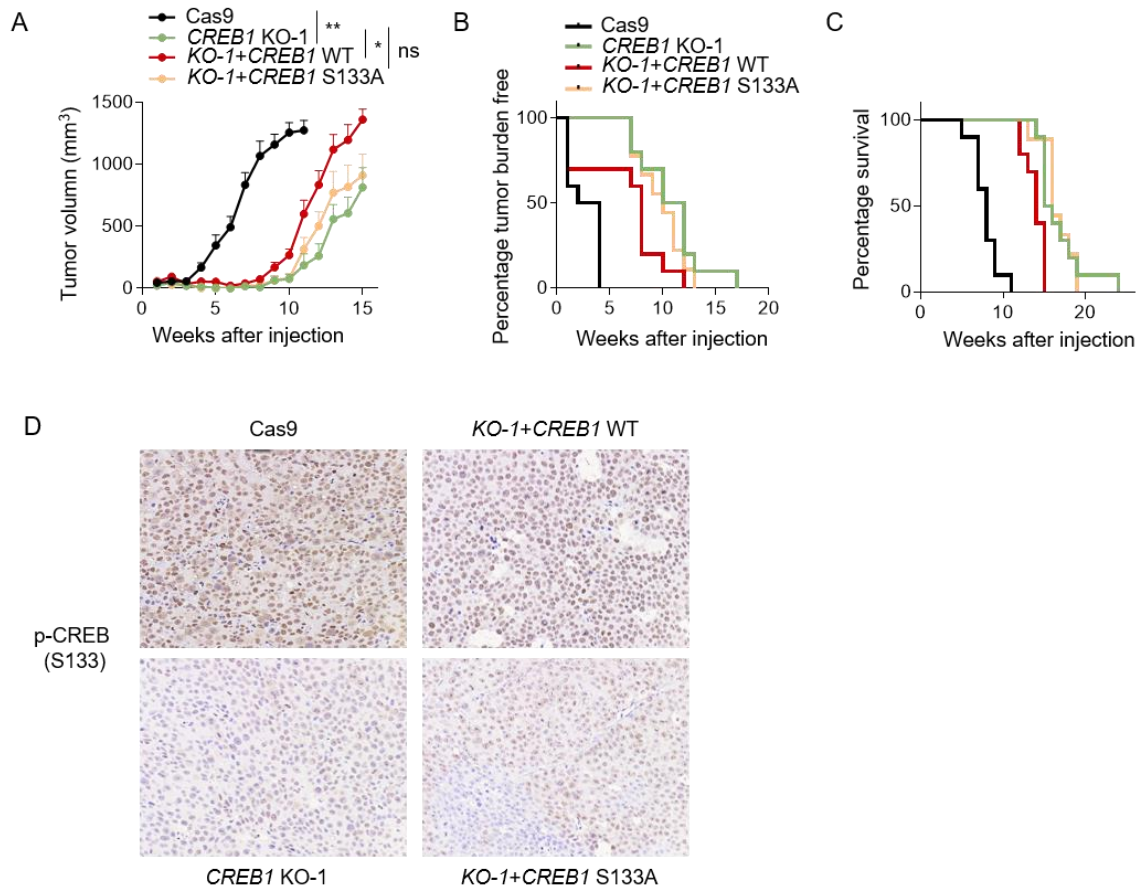 A
Cas9
CREB1 KO-1
KO-1+CREB1 WT
KO-1+CREB1 S133A
**
*
ns
Tumor volumn (mm3)
1500
1000
500
0
0
5
10
15
Weeks after injection
B
Cas9
CREB1 KO-1
KO-1+CREB1 WT
KO-1+CREB1 S133A
Percentage tumor burden free
100
50
0
0
5
10
15
20
Weeks after injection
C
Percentage survival
100
50
0
0
10
20
Weeks after injection
D
Cas9
KO-1+CREB1 WT
p-CREB
(S133)
CREB1 KO-1
KO-1+CREB1 S133A